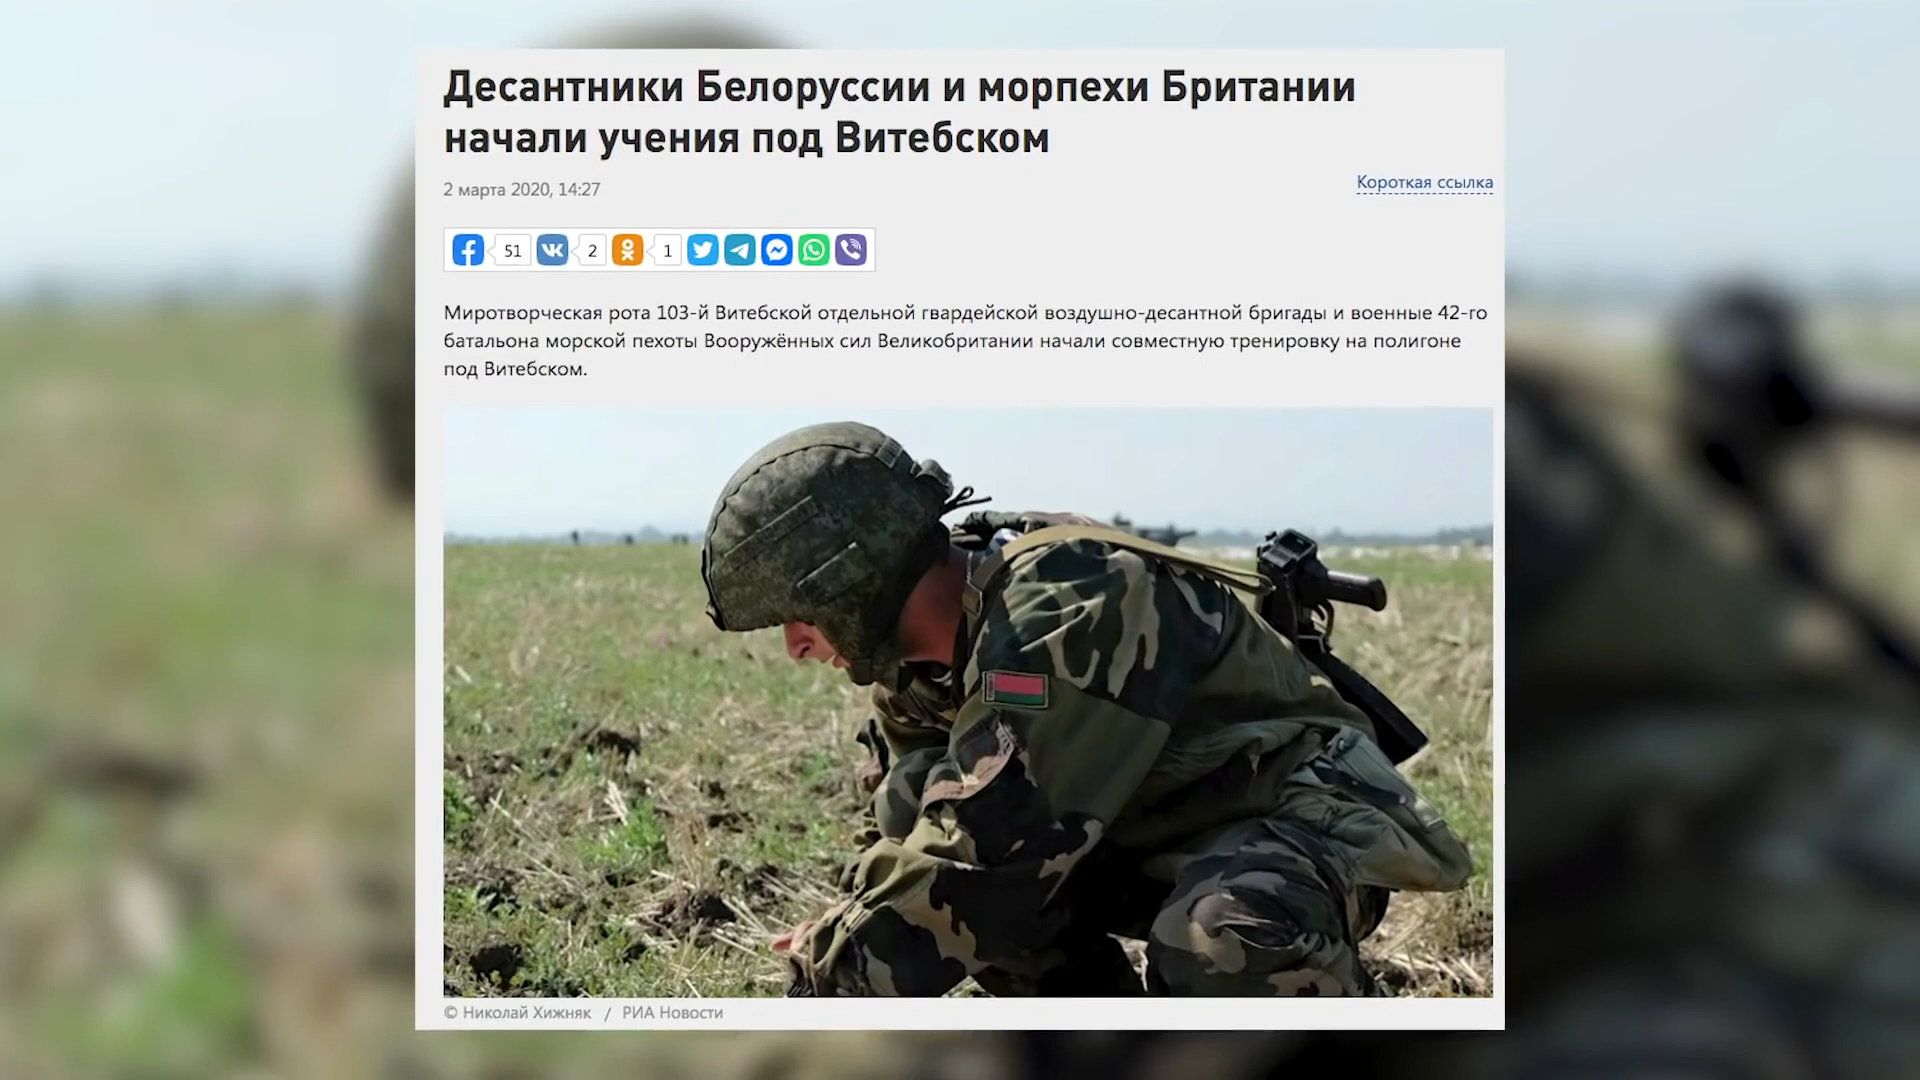 Десантники Белоруссии и морпехи Британии
начали учения под Витебском
2 марта 2020, 14:27
Короткая ссылка
51 2 1
Миротворческая рота 103-й Витебской отдельной гвардейской воздушно-десантной бригады и военные 42-го
батальона морской пехоты Вооружённых сил Великобритании начали совместную тренировку на полигоне
под Витебском.
© Николай Хижняк / РИА Новости